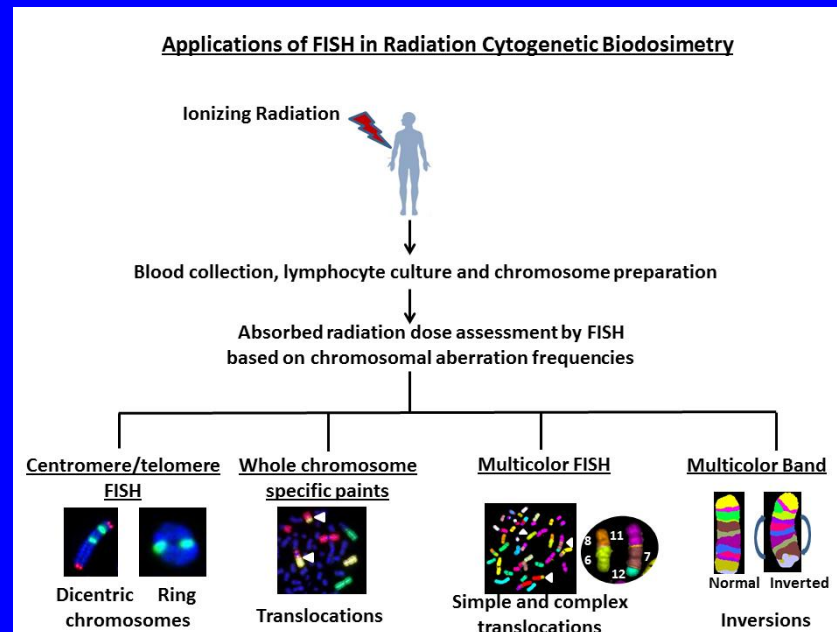 Applications of FISH in Radiation Cytogenetic Biodosimetry
Ionizing Radiation
Blood collection, lymphocyte culture and chromosome preparation
Absorbed radiation dose assessment by FISH
based on chromosomal aberration frequencies
Centromere/telomere
FISH
Dicentric Ring
chromosomes
Whole chromosome
specific paints
Translocations
Multicolor FISH
8 11
6 7
12
Simple and complex
translocations
Multicolor Band
Normal Inverted
Inversions